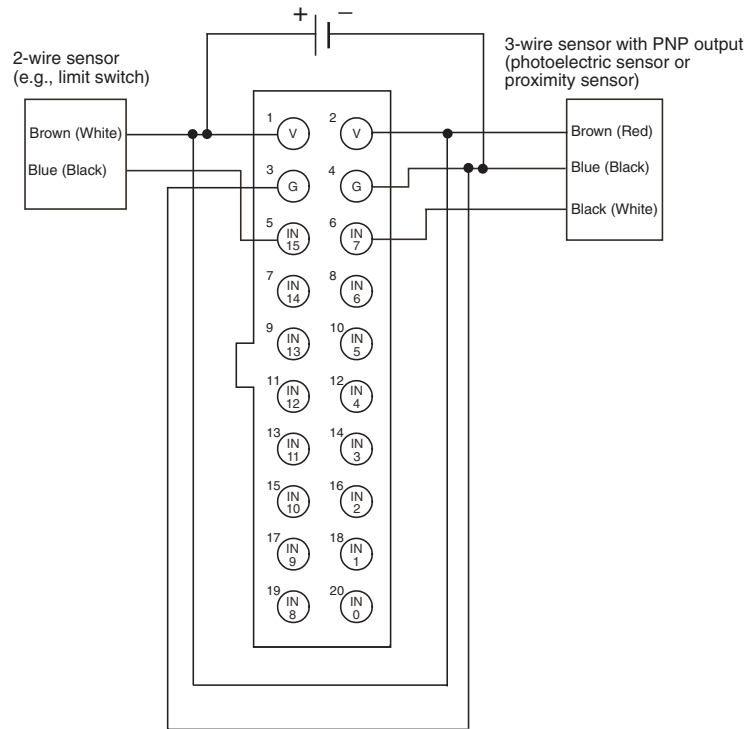 + −
2-wire sensor
(e.g., limit switch)
3-wire sensor with PNP output
(photoelectric sensor or
proximity sensor)
Brown (White)
Blue (Black)
Brown (Red)
Blue (Black)
Black (White)
1 V 2 V
3 G 4 G
5 IN 15 6 IN 7
7 IN 14 8 IN 6
9 IN 13 10 IN 5
11 IN 12 12 IN 4
13 IN 11 14 IN 3
15 IN 10 16 IN 2
17 IN 9 18 IN 1
19 IN 8 20 IN 0